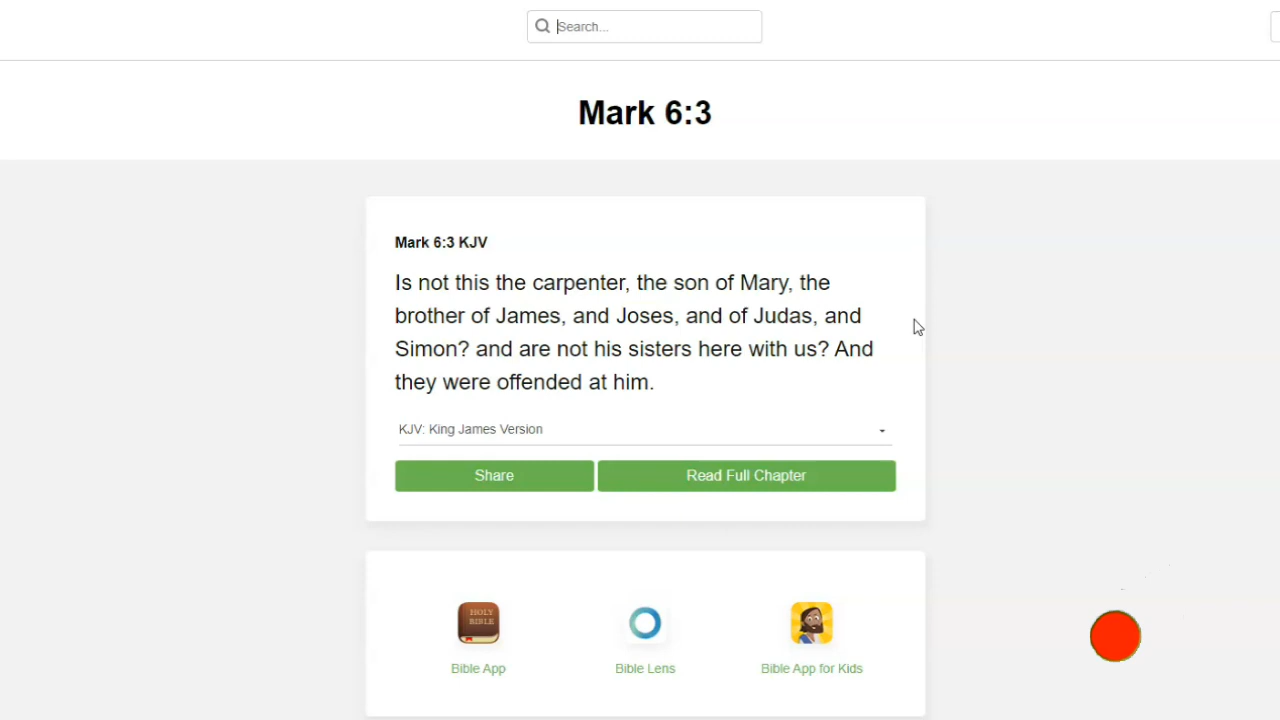 Search...
Mark 6:3
Mark 6:3 KJV
Is not this the carpenter, the son of Mary, the
brother of James, and Joses, and of Judas, and
Simon? and are not his sisters here with us? And
they were offended at him.
KJV: King James Version
Share
Read Full Chapter
HOLY
BIBLE
Bible App
Bible Lens
Bible App for Kids